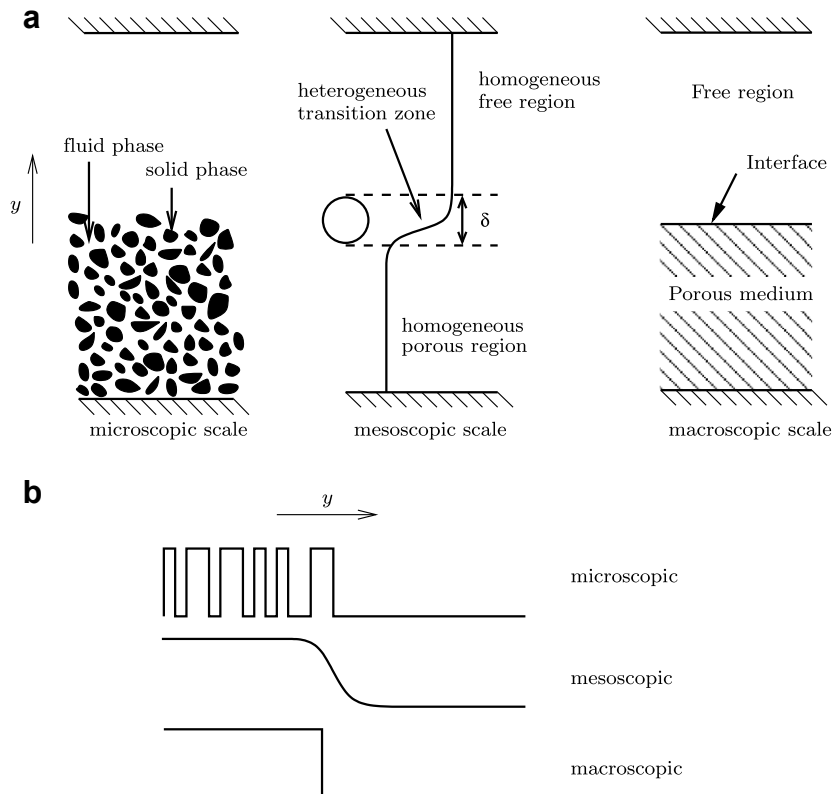 a
heterogeneous
transition zone
homogeneous
free region
Free region
fluid phase
solid phase
Interface
y
δ
Porous medium
homogeneous
porous region
microscopic scale
mesoscopic scale
macroscopic scale
b
y
microscopic
mesoscopic
macroscopic